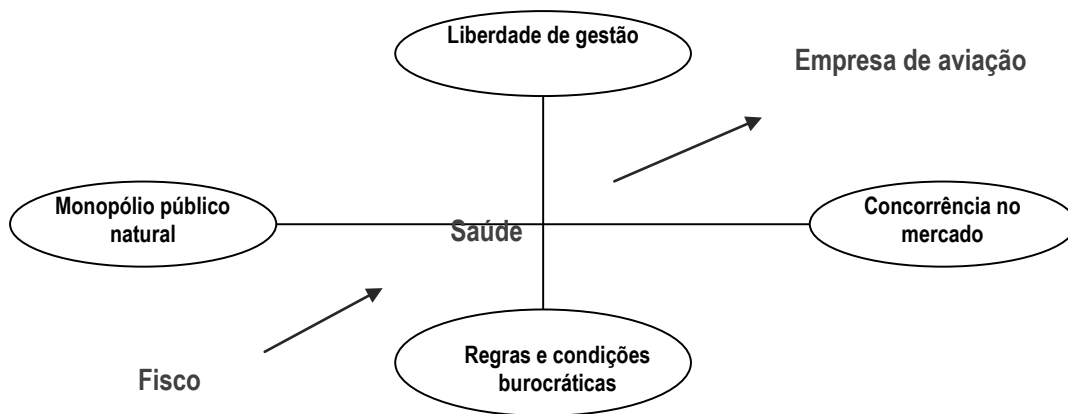 Liberdade de gestão
Empresa de aviação
Monopólio público
natural
Saúde
Concorrência no
mercado
Fisco
Regras e condições
burocráticas